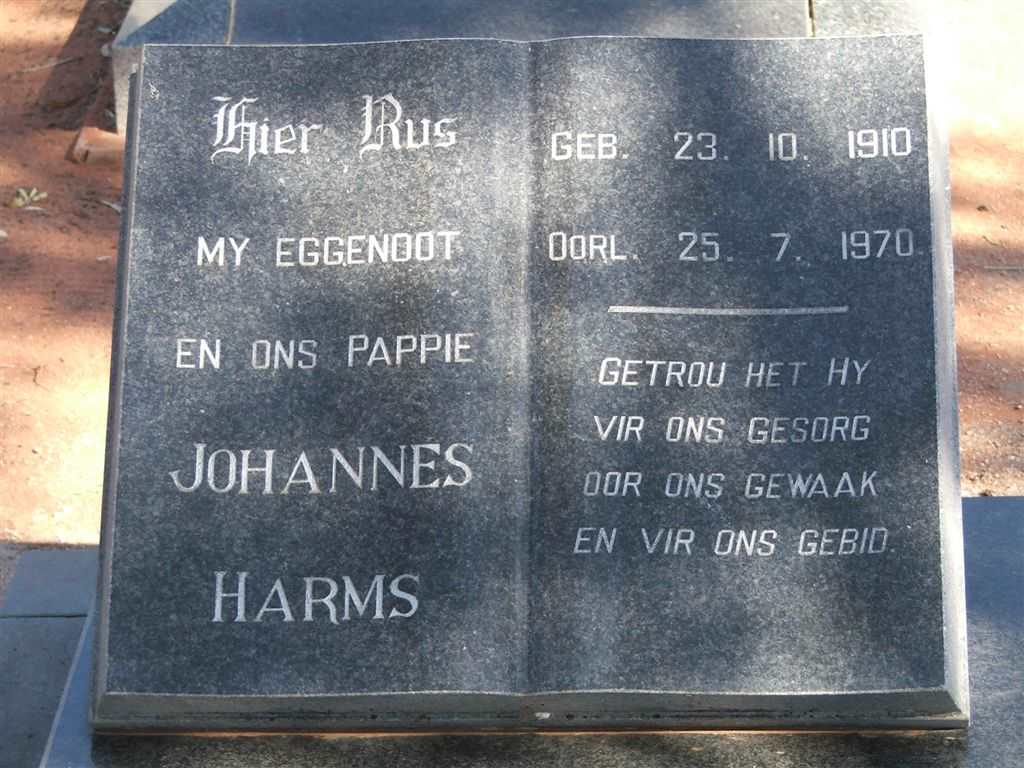 Hier Rus
MY EGGENOOT
EN ONS PAPPIE
JOHANNES
HARMS
GEB. 23. 10. 1910
OORL. 25. 7. 1970
GETROU HET HY
VIR ONS GESORG
OOR ONS GEWAAK
EN VIR ONS GEBID.